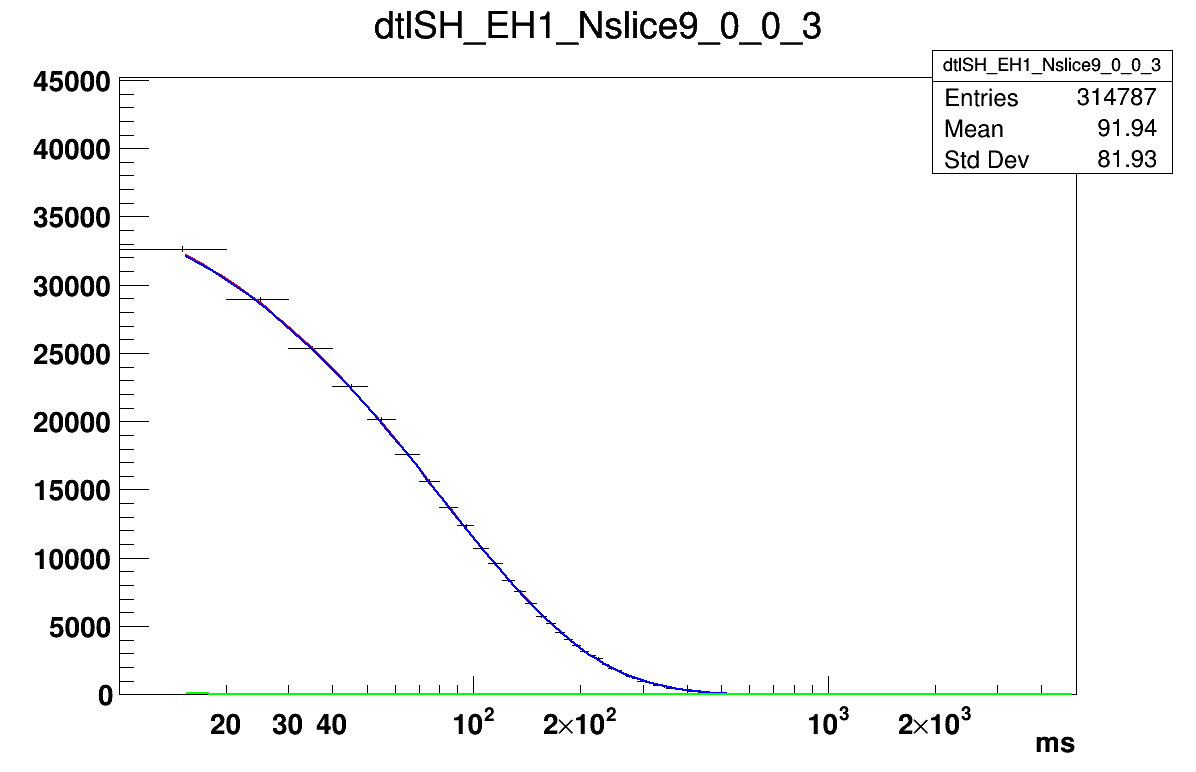 dtlSH_EH1_Nslice9_0_0_3
dtlSH_EH1_Nslice9_0_0_3
Entries 314787
Mean 91.94
Std Dev 81.93
45000
40000
35000
30000
25000
20000
15000
10000
5000
0
20 30 40 10² 2×10² 10³ 2×10³
ms